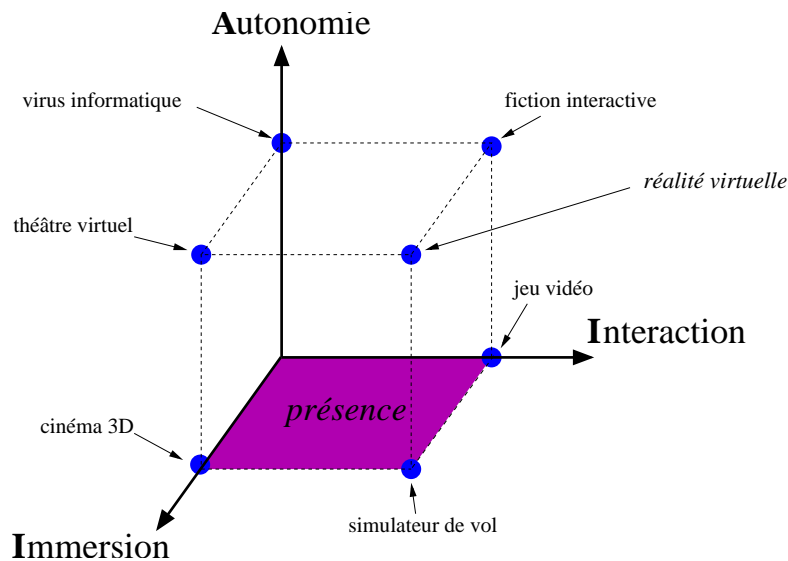 Autonomie
virus informatique
fiction interactive
réalité virtuelle
théâtre virtuel
jeu vidéo
Interaction
présence
cinéma 3D
simulateur de vol
Immersion